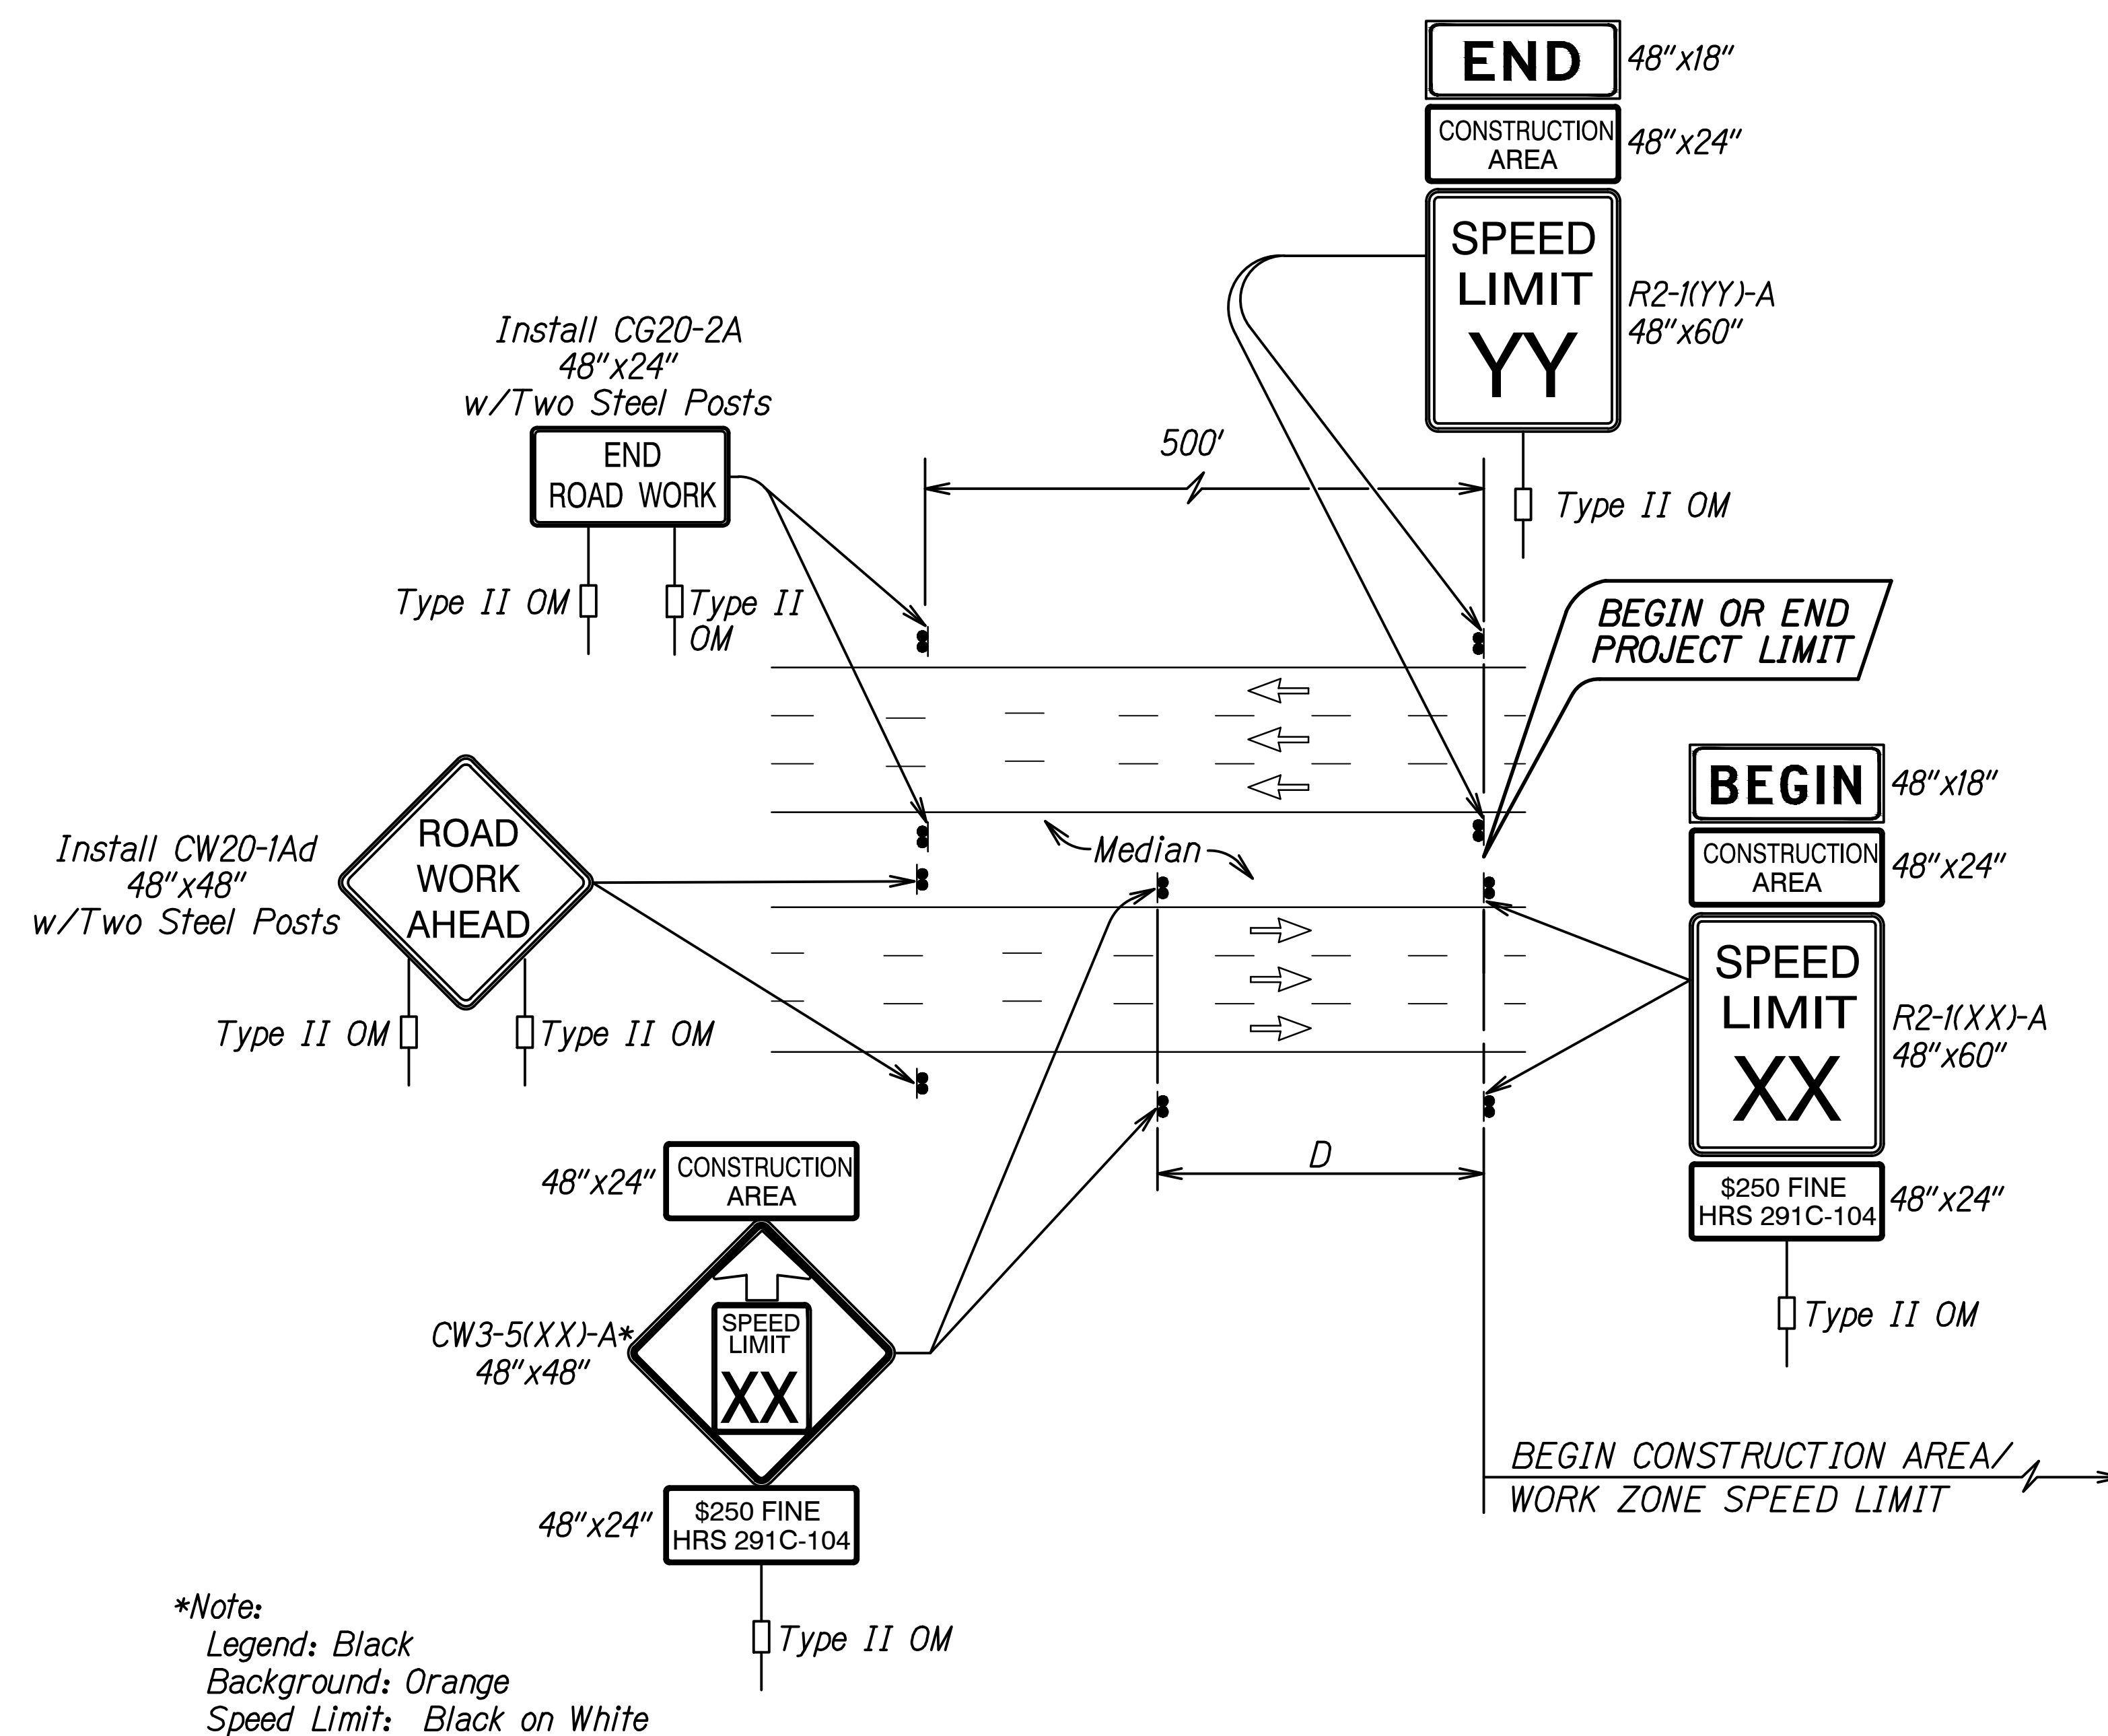 END
48"x18"
CONSTRUCTION
AREA
48"x24"
SPEED
LIMIT
YY
R2-1(YY)-A
48"x60"
Type II OM
Install CG20-2A
48"x24"
w/Two Steel Posts
END
ROAD WORK
Type II OM
Type II
OM
500'
BEGIN OR END
PROJECT LIMIT
Install CW20-1Ad
48"x48"
w/Two Steel Posts
ROAD
WORK
AHEAD
Type II OM
Type II OM
Median
BEGIN
48"x18"
CONSTRUCTION
AREA
48"x24"
SPEED
LIMIT
XX
R2-1(XX)-A
48"x60"
$250 FINE
HRS 291C-104
48"x24"
Type II OM
D
48"x24"
CONSTRUCTION
AREA
CW3-5(XX)-A*
48"x48"
SPEED
LIMIT
XX
48"x24"
$250 FINE
HRS 291C-104
Type II OM
BEGIN CONSTRUCTION AREA/
WORK ZONE SPEED LIMIT
*Note:
Legend: Black
Background: Orange
Speed Limit: Black on White